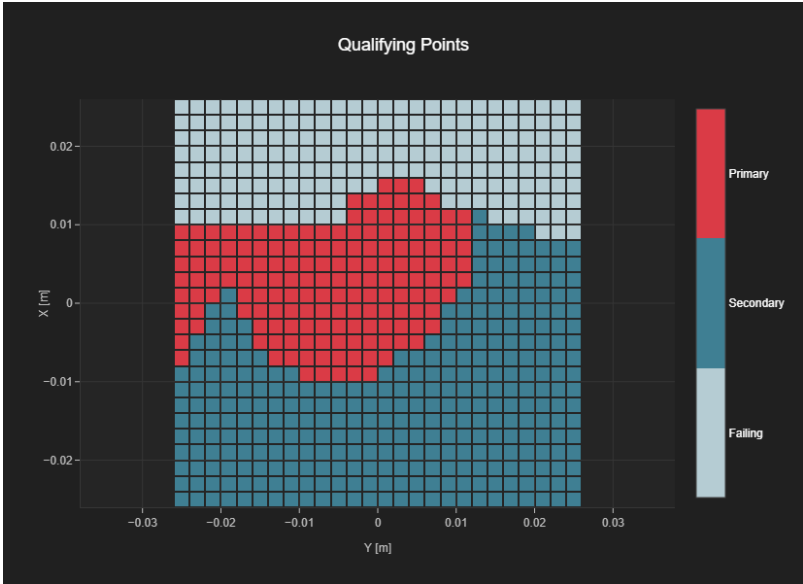 Qualifying Points
0.02
0.01
0
−0.01
−0.02
X [m]
−0.03
−0.02
−0.01
0
0.01
0.02
0.03
Y [m]
Primary
Secondary
Failing